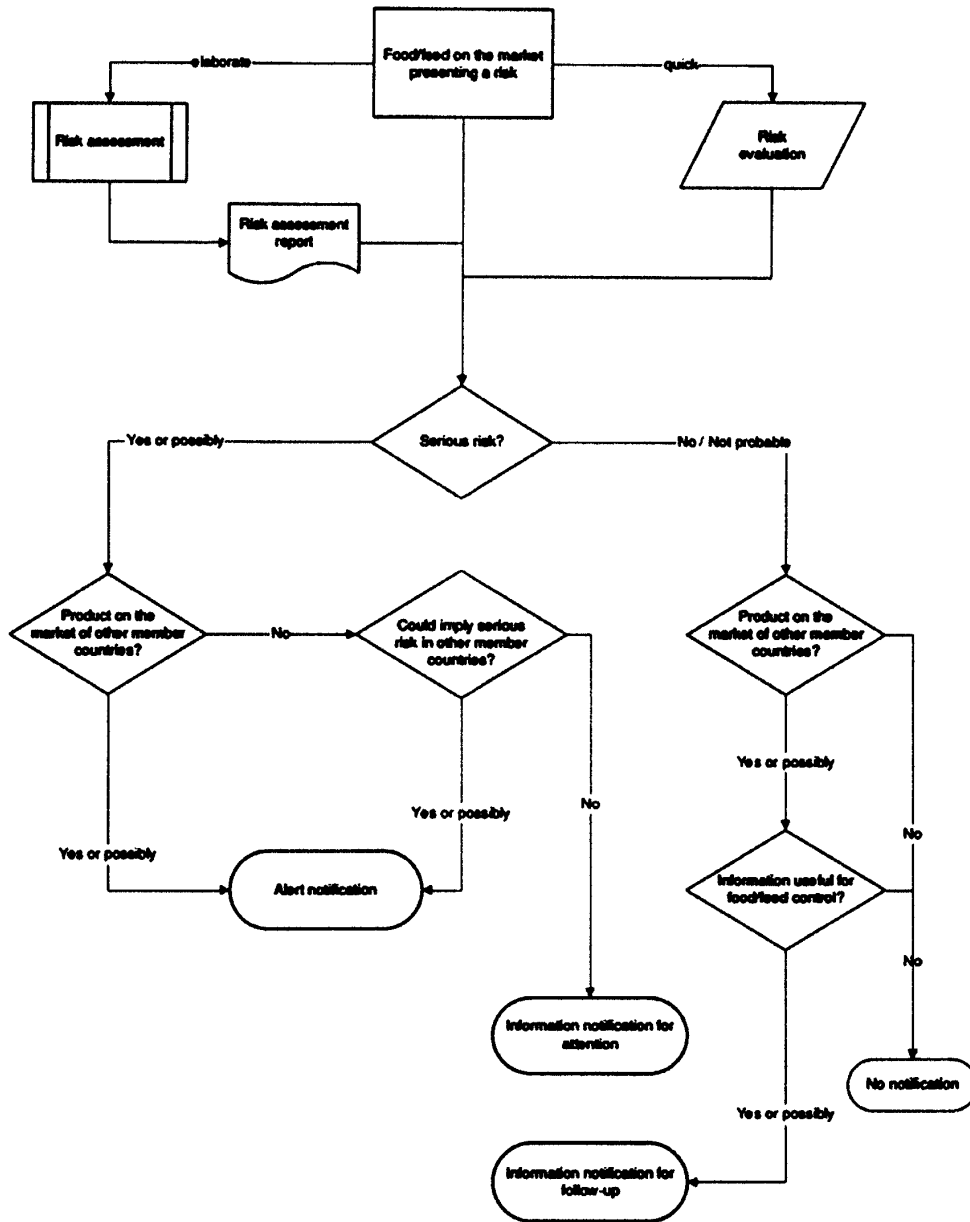 Food/feed on the market
presenting a risk
elaborate
quick
Risk assessment
Risk
evaluation
Risk assessment
report
Serious risk?
Yes or possibly
No / Not probable
Product on the
market of other member
countries?
No
Could imply serious
risk in other member
countries?
Product on the
market of other member
countries?
Yes or possibly
No
Yes or possibly
No
Yes or possibly
Alert notification
Information useful for
food/feed control?
No
Information notification for
attention
No notification
Yes or possibly
Information notification for
follow-up